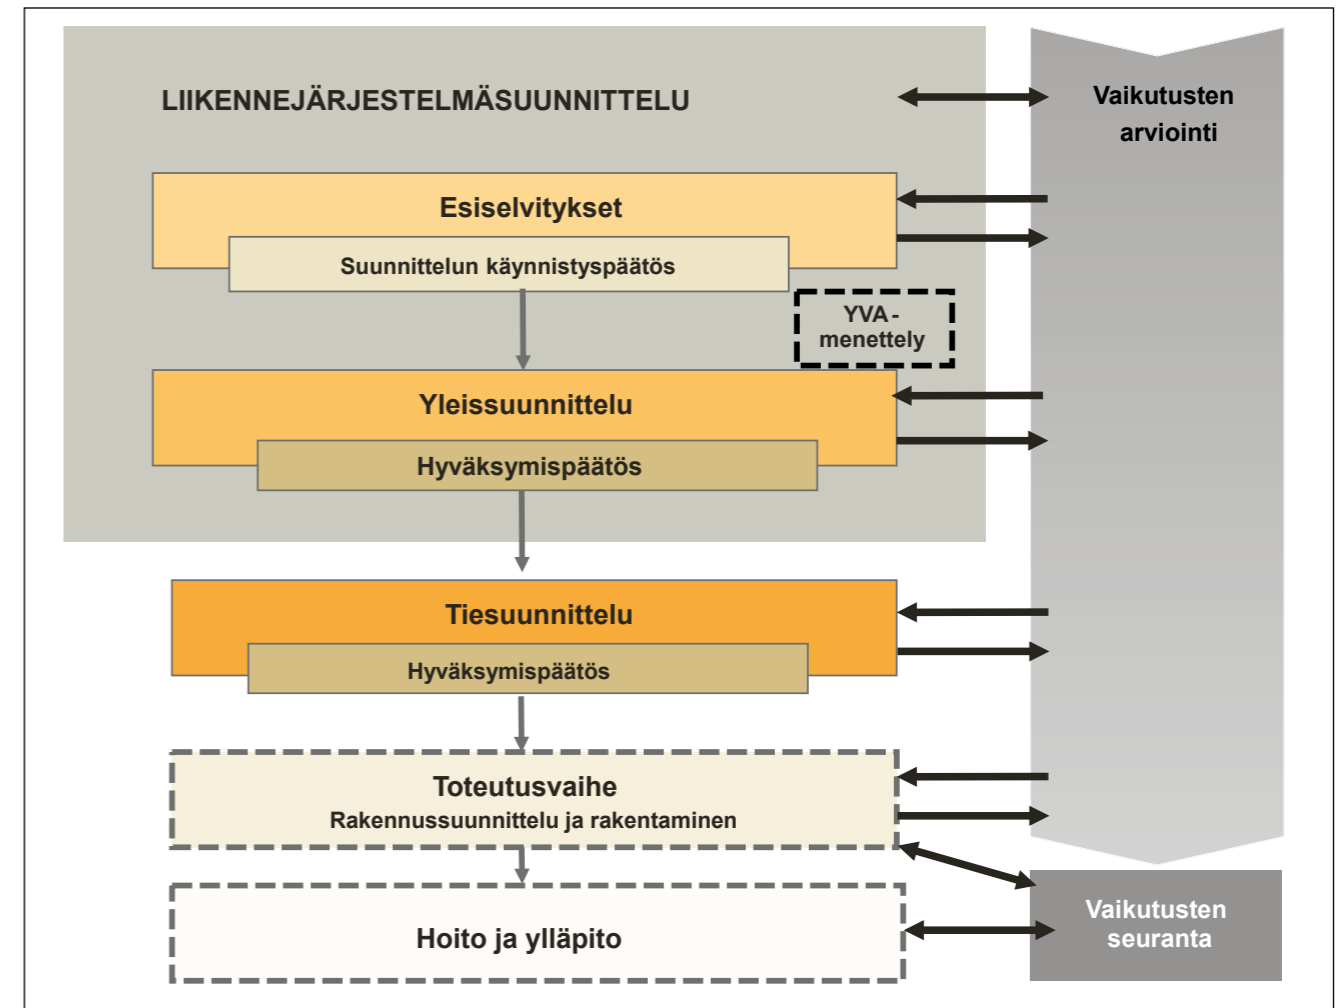 LIIKENNEJÄRJESTELMÄSUUNNITTELU
Vaikutusten
arviointi
Esiselvitykset
Suunnittelun käynnistyspäätös
YVA -
menettely
Yleissuunnittelu
Hyväksymispäätös
Tiesuunnittelu
Hyväksymispäätös
Toteutusvaihe
Rakennussuunnittelu ja rakentaminen
Hoito ja ylläpito
Vaikutusten
seuranta